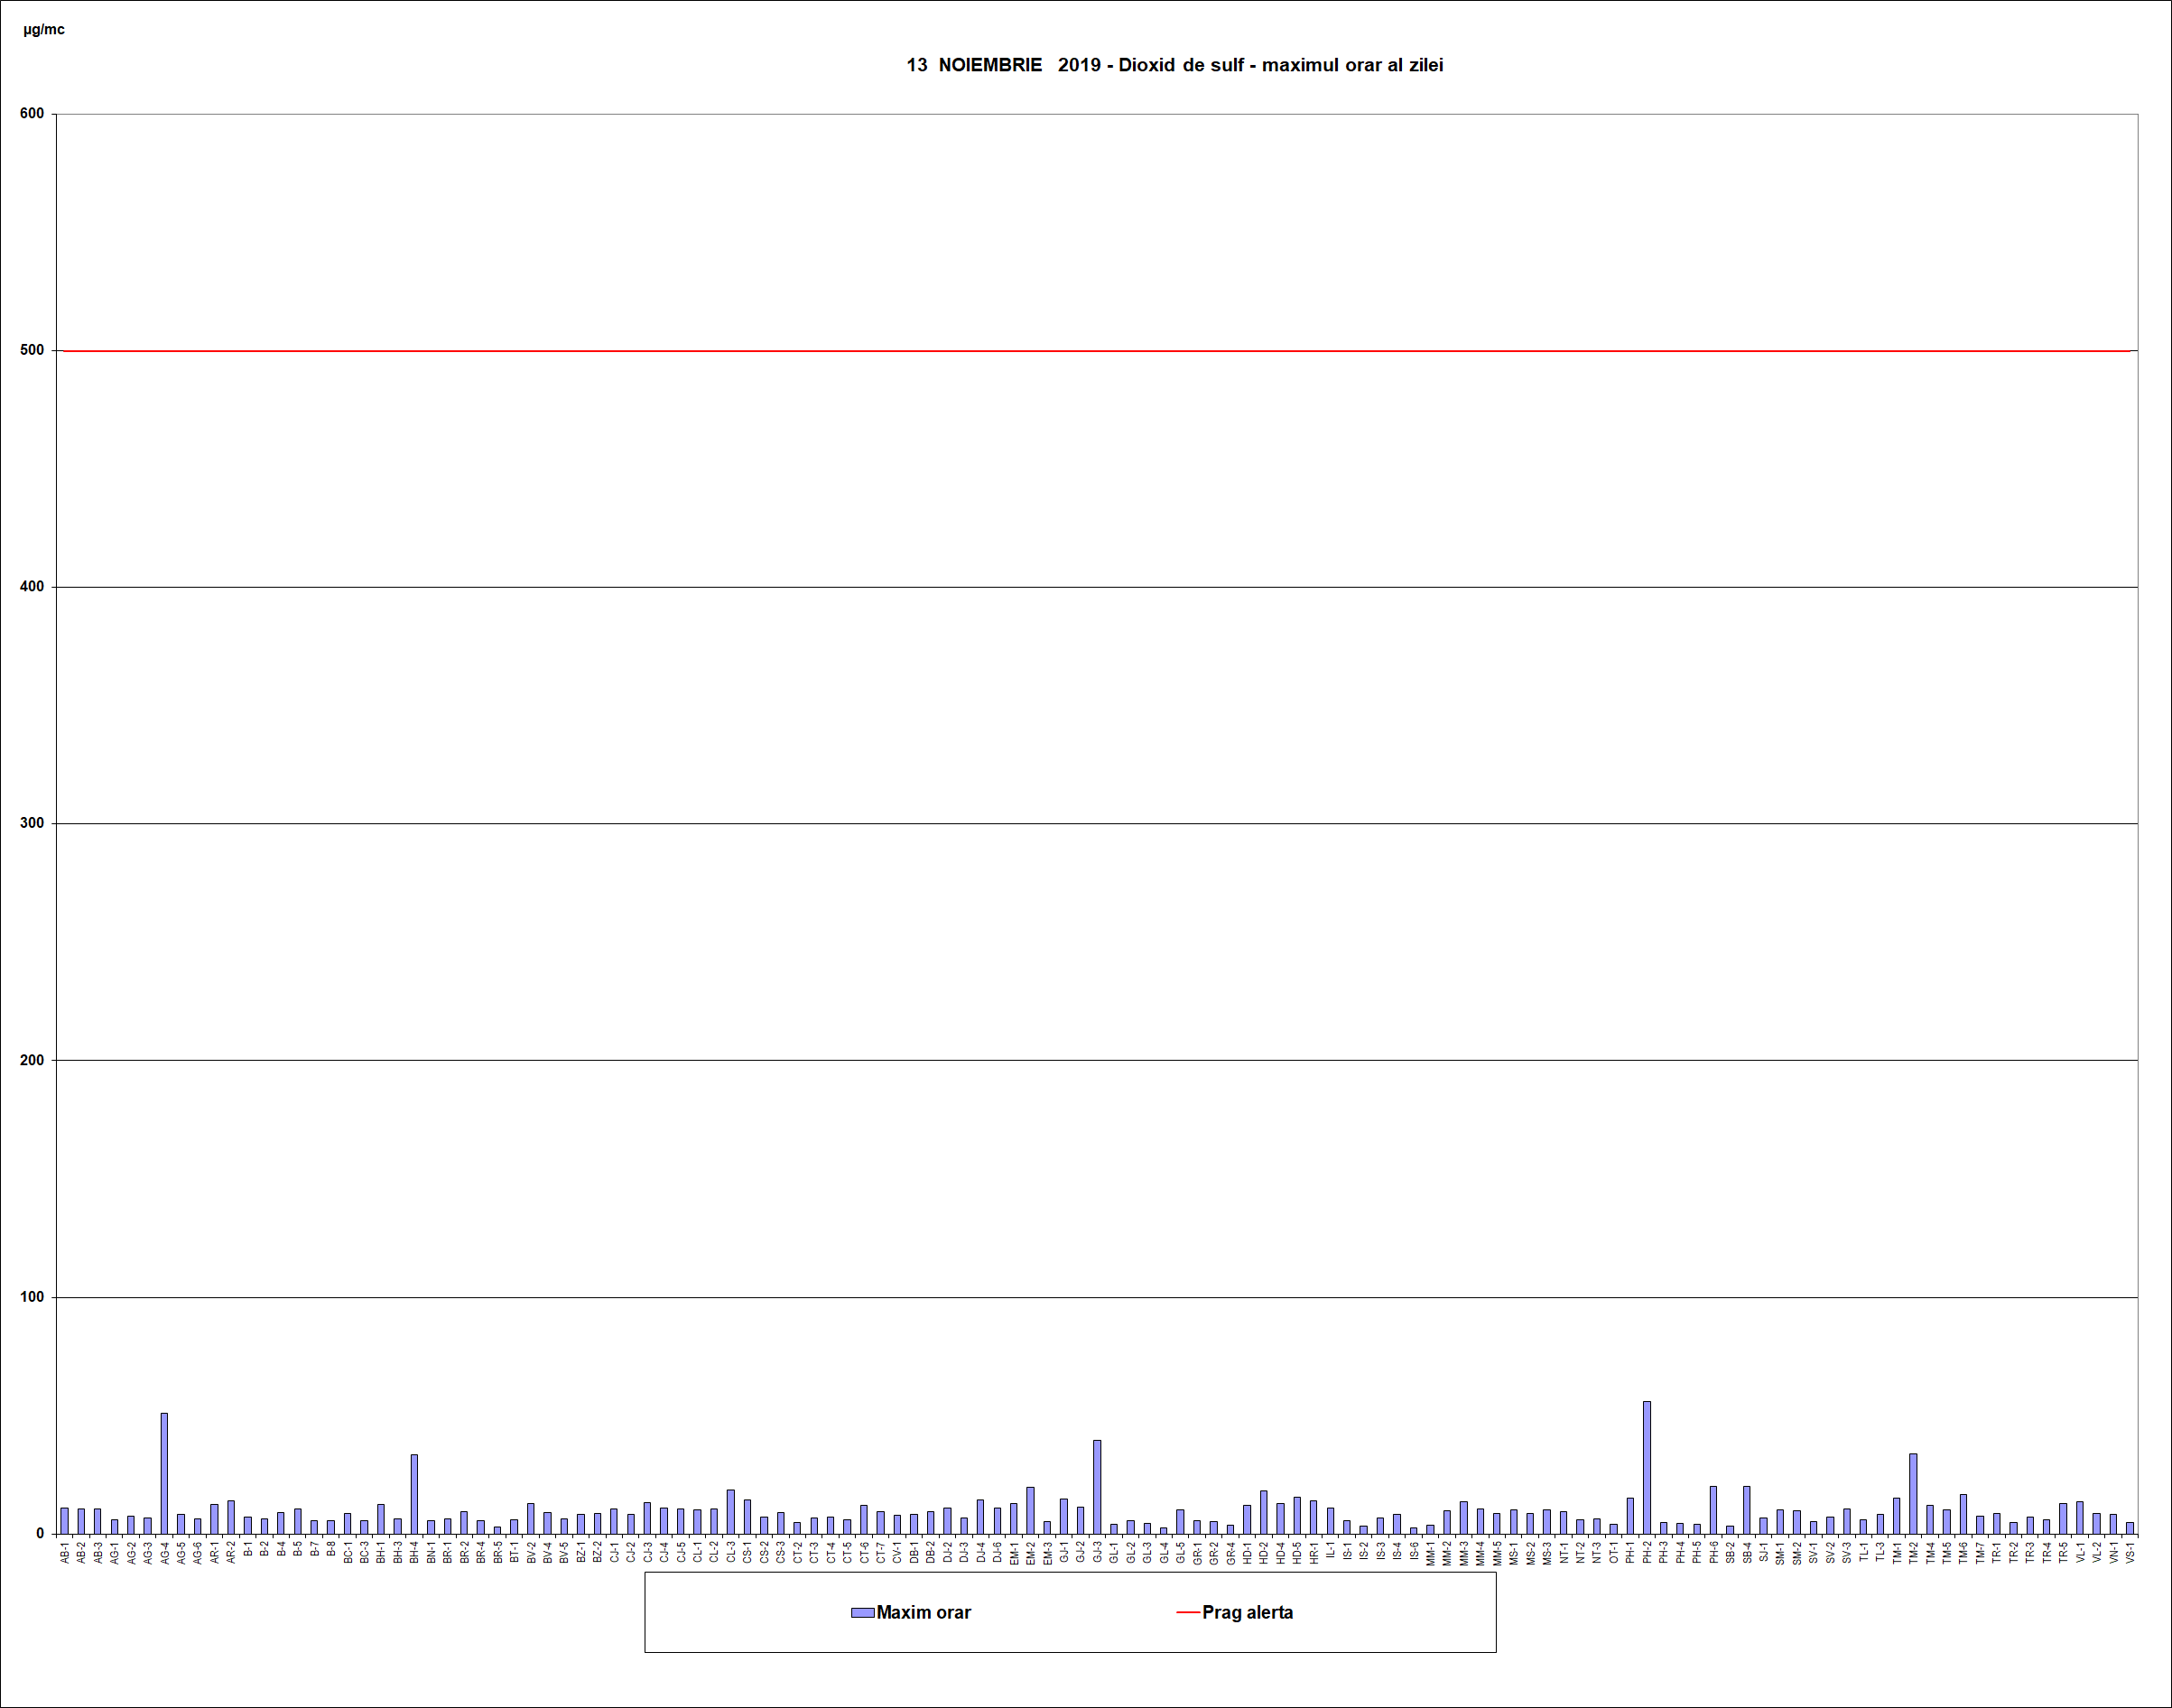 µg/mc
13 NOIEMBRIE 2019 - Dioxid de sulf - maximul orar al zilei
600
500
400
300
200
100
0
AB-1 AB-2 AB-3 AG-1 AG-2 AG-3 AG-4 AG-5 AG-6 AR-1 AR-2 B-1 B-2 B-4 B-5 B-7 B-8 BC-1 BC-3 BH-1 BH-3 BH-4 BN-1 BR-1 BR-2 BR-4 BR-5 BT-1 BV-2 BV-4 BV-5 BZ-1 BZ-2 CJ-1 CJ-2 CJ-3 CJ-4 CJ-5 CL-1 CL-2 CL-3 CS-1 CS-2 CS-3 CT-2 CT-3 CT-4 CT-5 CT-6 CT-7 CV-1 DB-1 DB-2 DJ-2 DJ-3 DJ-4 DJ-6 EM-1 EM-2 EM-3 GJ-1 GJ-2 GJ-3 GL-1 GL-2 GL-3 GL-4 GL-5 GR-1 GR-2 GR-4 HD-1 HD-2 HD-4 HD-5 HR-1 IL-1 IS-1 IS-2 IS-3 IS-4 IS-6 MM-1 MM-2 MM-3 MM-4 MM-5 MS-1 MS-2 MS-3 NT-1 NT-2 NT-3 OT-1 PH-1 PH-2 PH-3 PH-4 PH-5 PH-6 SB-2 SB-4 SJ-1 SM-1 SM-2 SV-1 SV-2 SV-3 TL-1 TL-3 TM-1 TM-2 TM-4 TM-5 TM-6 TM-7 TR-1 TR-2 TR-3 TR-4 TR-5 VL-1 VL-2 VN-1 VS-1
Maxim orar Prag alerta